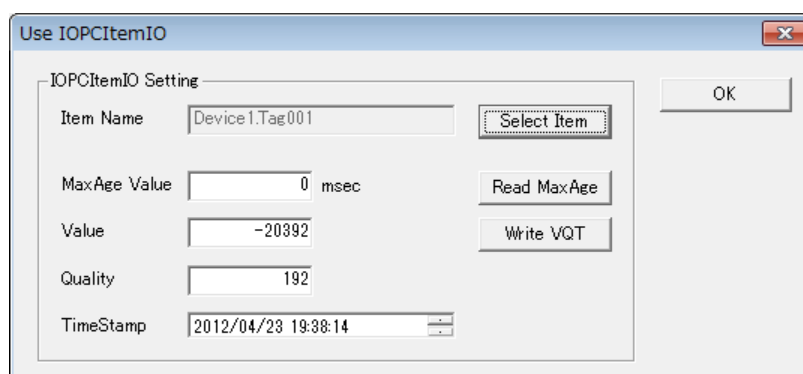 Use IOPCItemIO
IOPCItemIO Setting
OK
Item Name Device1.Tag001 Select Item
MaxAge Value 0 msec Read MaxAge
Value -20392 Write VQT
Quality 192
TimeStamp 2012/04/23 19:38:14